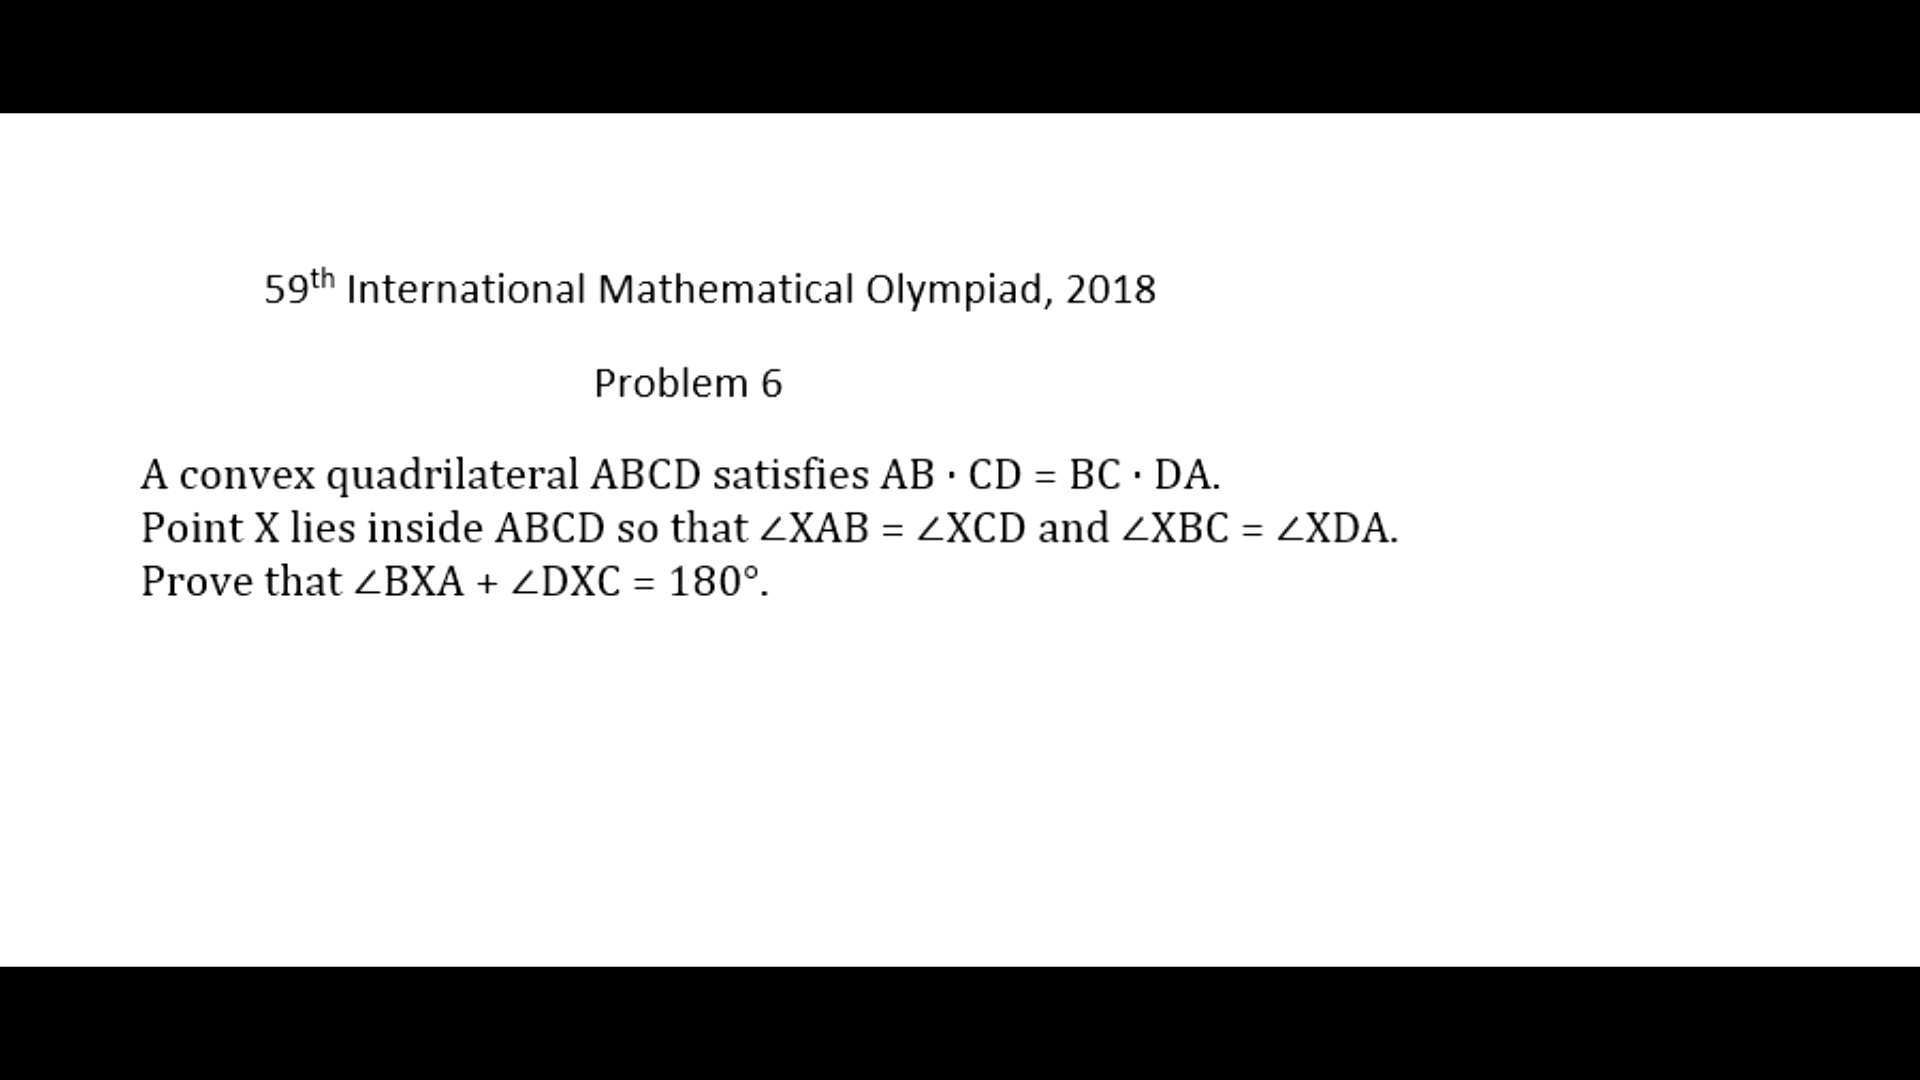 59th International Mathematical Olympiad, 2018
Problem 6
A convex quadrilateral ABCD satisfies AB · CD = BC · DA.
Point X lies inside ABCD so that ∠XAB = ∠XCD and ∠XBC = ∠XDA.
Prove that ∠BXA + ∠DXC = 180°.